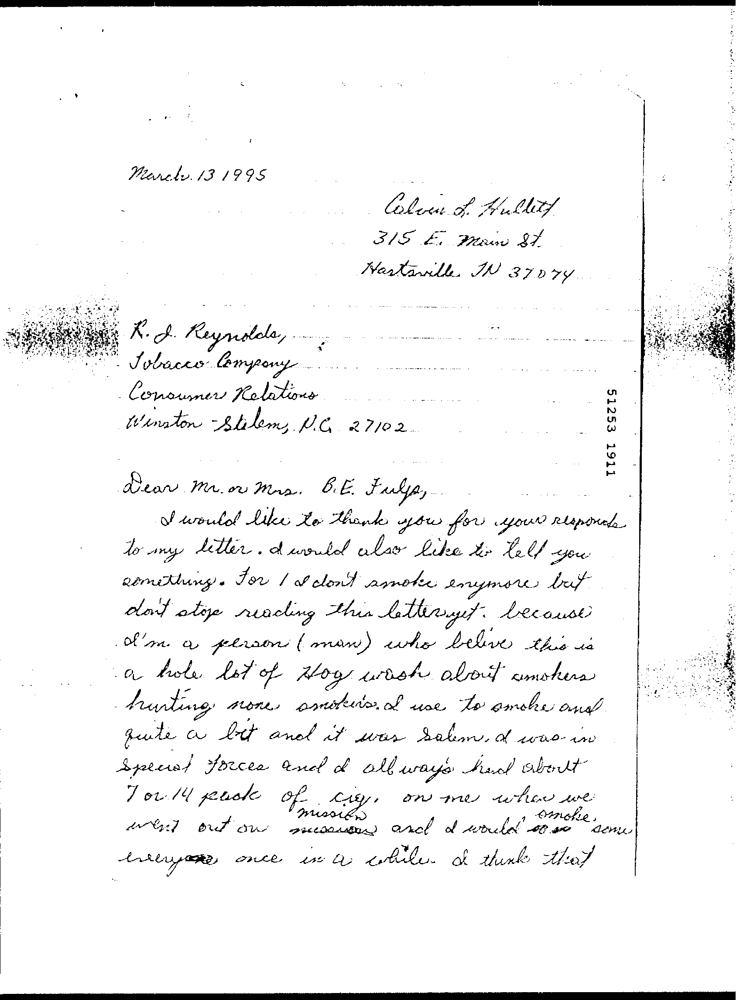 March. 13 1995
Calvin L. Hullett
315 E. Main St.
Hartsville TN 37074
R. J. Reynolds,
Tobacco Company
Consumer Relations
Winston-Stelem, N.C. 27102
51253 1911
Dear Mr. or Mrs. B.E. Fulp,
I would like to thank you for your responds
to my letter. I would also like to tell you
something. For 1 I don't smoke enymore but
don't stop reading this letter yet. because
I'm a person (man) who belive this is
a hole lot of Hog wash about smokers
hurting none smokers. I use to smoke and
quite a bit and it was Salem. I was in
Special Forces and I all way's had about
7 or 14 pack of cig. on me when we
went out on mission and I would smoke some
every once in a while. I think that